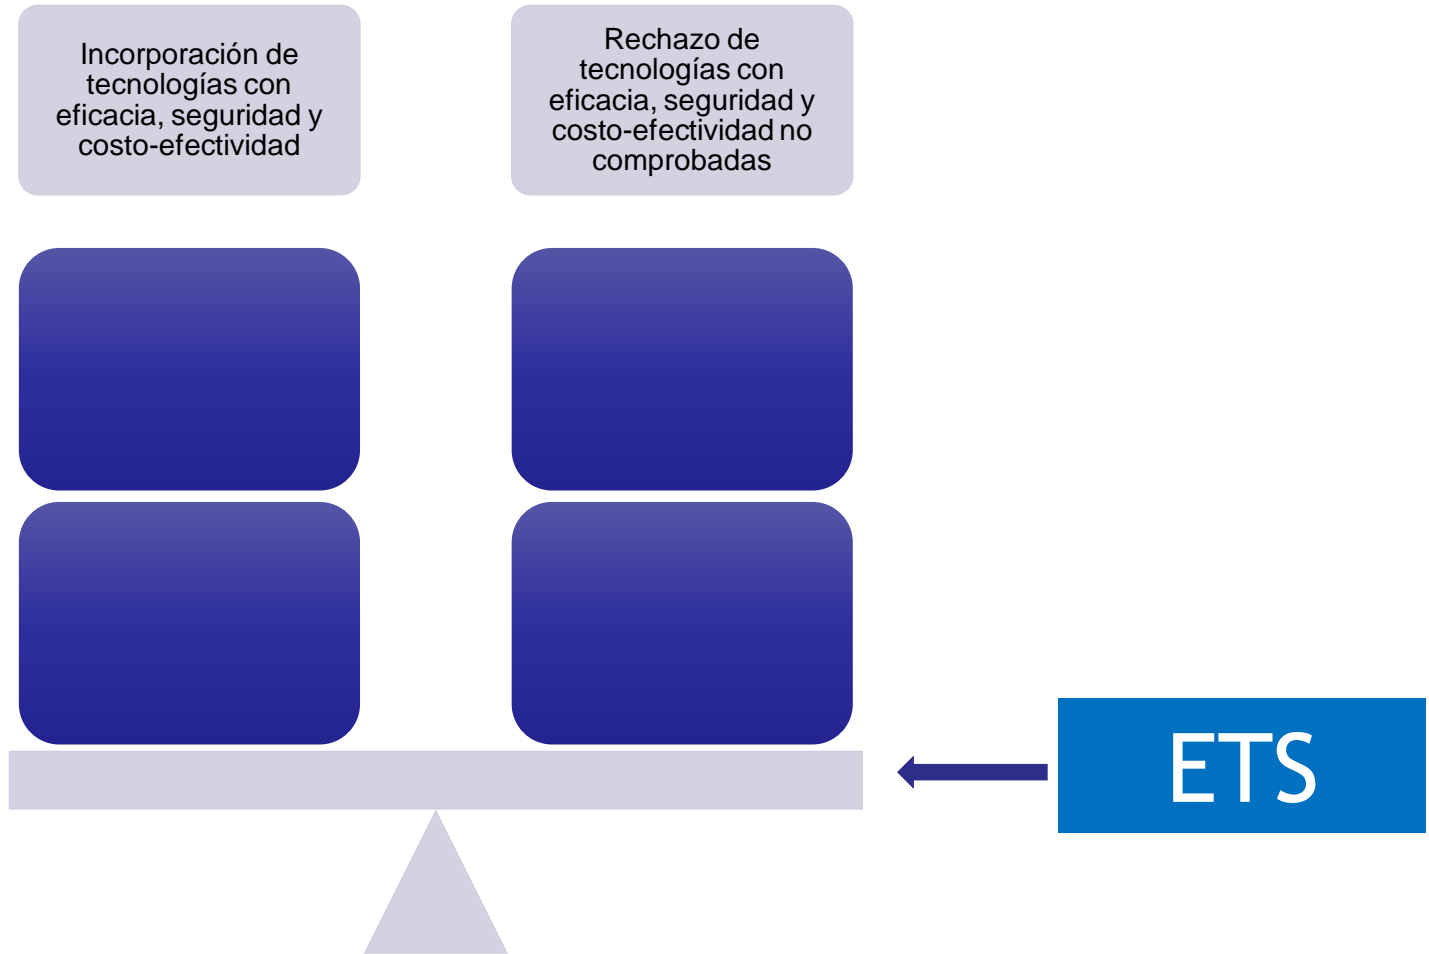 Incorporación de
tecnologías con
eficacia, seguridad y
costo-efectividad
Rechazo de
tecnologías con
eficacia, seguridad y
costo-efectividad no
comprobadas
ETS